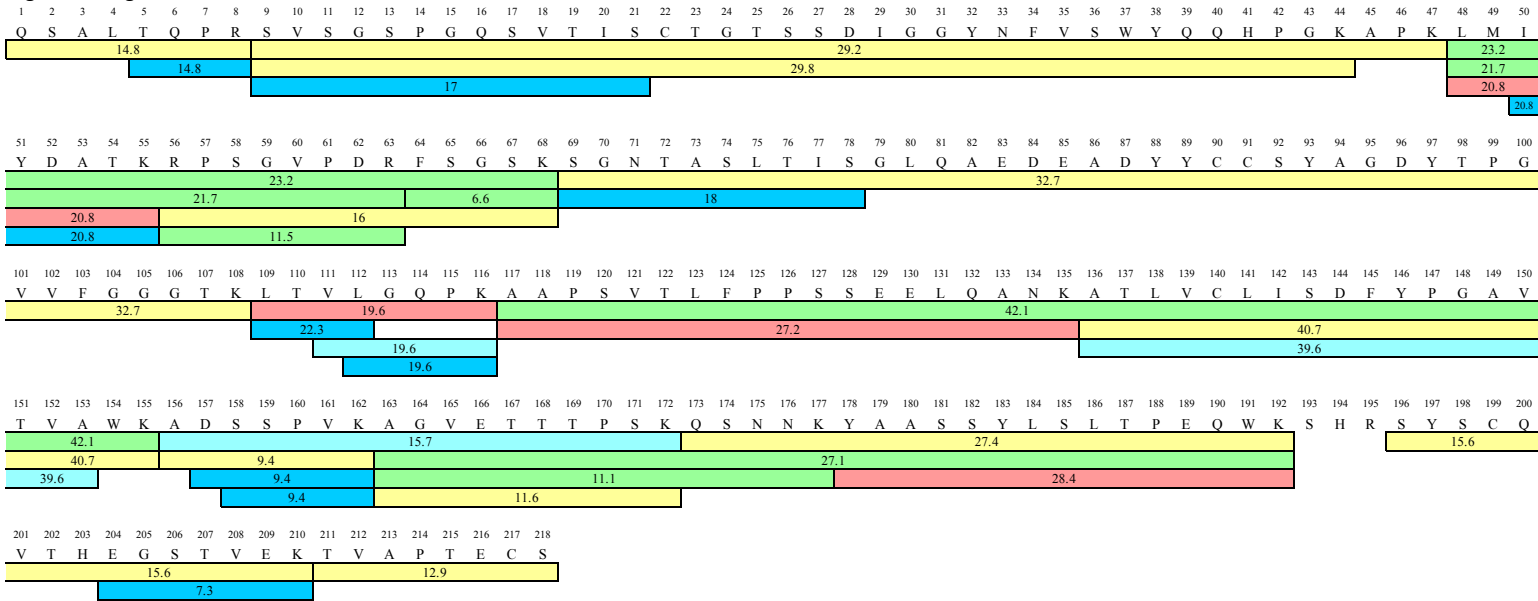 1 2 3 4 5 6 7 8 9 10 11 12 13 14 15 16 17 18 19 20 21 22 23 24 25 26 27 28 29 30 31 32 33 34 35 36 37 38 39 40 41 42 43 44 45 46 47 48 49 50
Q S A L T Q P R S V S G S P G Q S V T I S C T G T S S D I G G Y N F V S W Y Q Q H P G K A P K L M I
14.8 29.2 23.2
14.8 29.8 21.7
17 20.8
20.8
51 52 53 54 55 56 57 58 59 60 61 62 63 64 65 66 67 68 69 70 71 72 73 74 75 76 77 78 79 80 81 82 83 84 85 86 87 88 89 90 91 92 93 94 95 96 97 98 99 100
Y D A T K R P S G V P D R F S G S K S G N T A S L T I S G L Q A E D E A D Y Y C C S Y A G D Y T P G
23.2 32.7
21.7 6.6 18
20.8 16
20.8 11.5
101 102 103 104 105 106 107 108 109 110 111 112 113 114 115 116 117 118 119 120 121 122 123 124 125 126 127 128 129 130 131 132 133 134 135 136 137 138 139 140 141 142 143 144 145 146 147 148 149 150
V V F G G G T K L T V L G Q P K A A P S V T L F P P S S E E L Q A N K A T L V C L I S D F Y P G A V
32.7 19.6 42.1
22.3 27.2 40.7
19.6 39.6
19.6
151 152 153 154 155 156 157 158 159 160 161 162 163 164 165 166 167 168 169 170 171 172 173 174 175 176 177 178 179 180 181 182 183 184 185 186 187 188 189 190 191 192 193 194 195 196 197 198 199 200
T V A W K A D S S P V K A G V E T T T P S K Q S N N K Y A A S S Y L S L T P E Q W K S H R S Y S C Q
42.1 15.7 27.4 15.6
40.7 9.4 27.1
39.6 9.4 11.1 28.4
9.4 11.6
201 202 203 204 205 206 207 208 209 210 211 212 213 214 215 216 217 218
V T H E G S T V E K T V A P T E C S
15.6 12.9
7.3